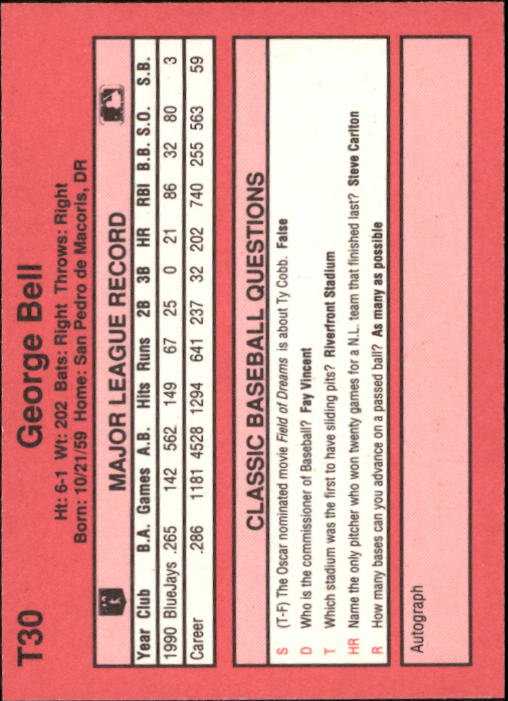 T30
George Bell
Ht: 6-1 Wt: 202 Bats: Right Throws: Right
Born: 10/21/59 Home: San Pedro de Macoris, DR
MAJOR LEAGUE RECORD
Year Club B.A. Games A.B. Hits Runs 2B 3B HR RBI B.B. S.O. S.B.
1990 BlueJays .265 142 562 149 67 25 0 21 86 32 80 3
Career .286 1181 4528 1294 641 237 32 202 740 255 563 59
CLASSIC BASEBALL QUESTIONS
S (T-F) The Oscar nominated movie Field of Dreams is about Ty Cobb. False
D Who is the commissioner of Baseball? Fay Vincent
T Which stadium was the first to have sliding pits? Riverfront Stadium
HR Name the only pitcher who won twenty games for a N.L. team that finished last? Steve Carlton
R How many bases can you advance on a passed ball? As many as possible
Autograph